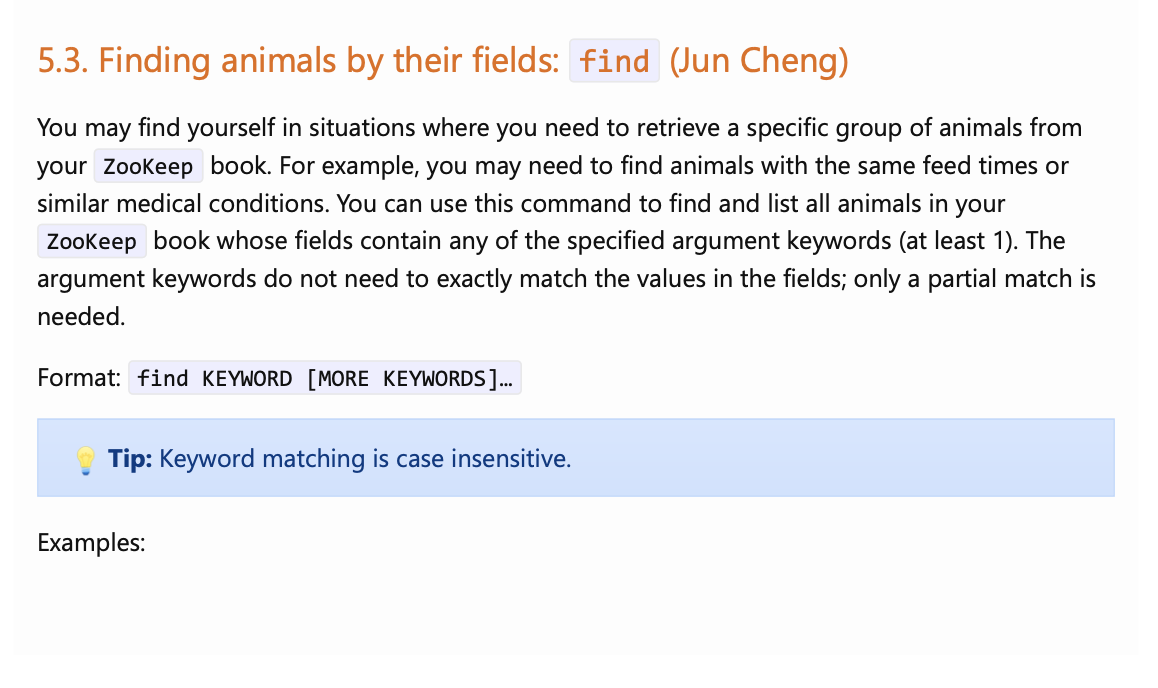 5.3. Finding animals by their fields: find (Jun Cheng)
You may find yourself in situations where you need to retrieve a specific group of animals from
your ZooKeep book. For example, you may need to find animals with the same feed times or
similar medical conditions. You can use this command to find and list all animals in your
ZooKeep book whose fields contain any of the specified argument keywords (at least 1). The
argument keywords do not need to exactly match the values in the fields; only a partial match is
needed.
Format: find KEYWORD [MORE KEYWORDS]…
💡 Tip: Keyword matching is case insensitive.
Examples: